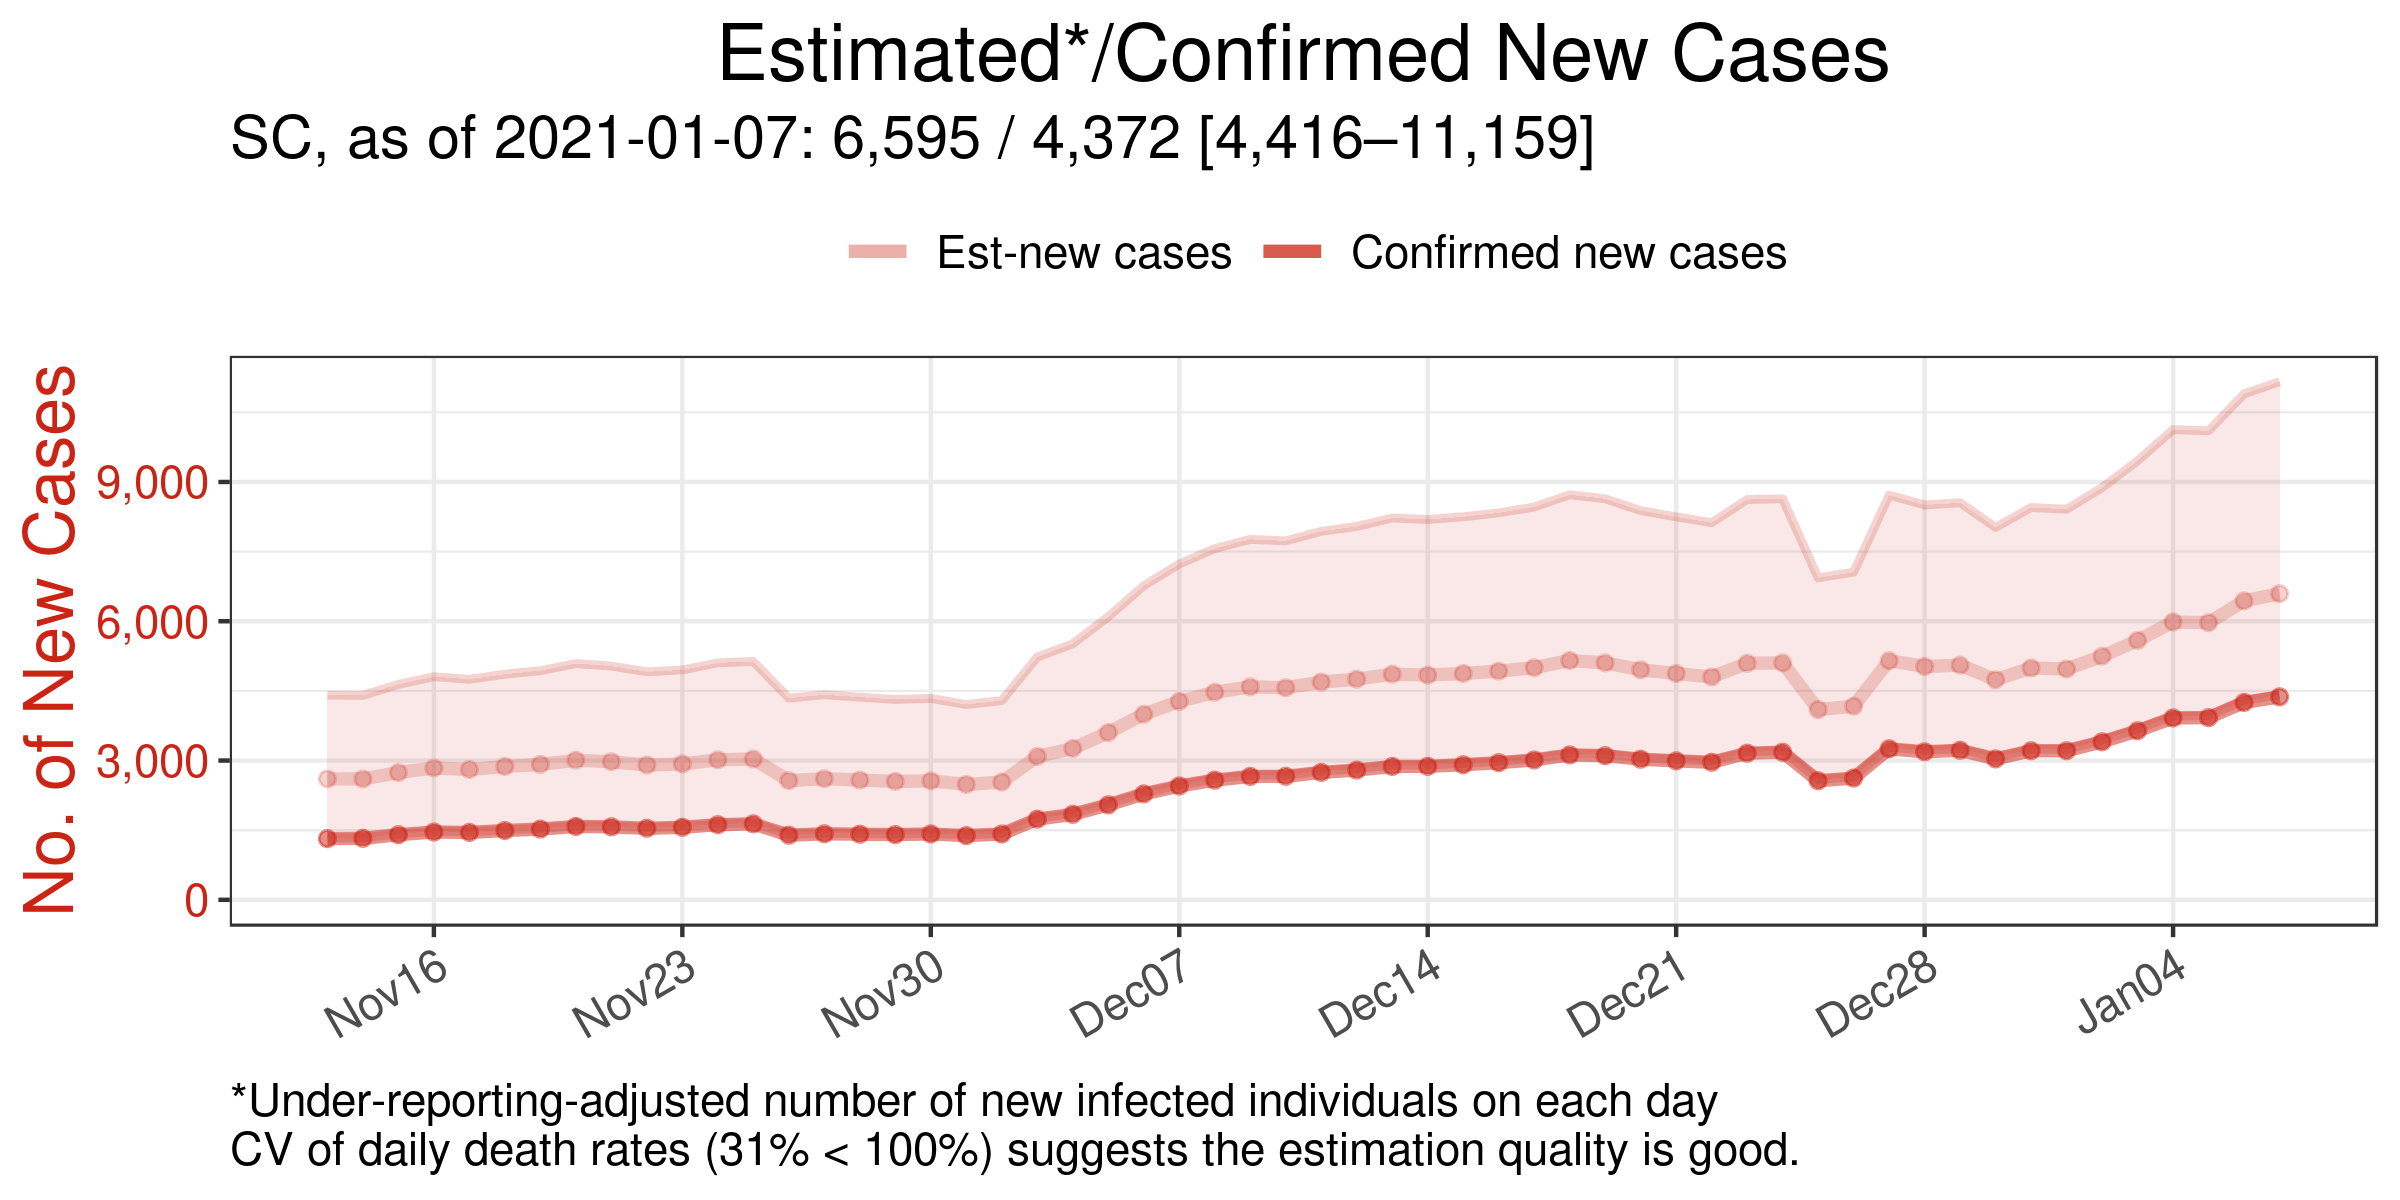 Estimated*/Confirmed New Cases
SC, as of 2021-01-07: 6,595 / 4,372 [4,416–11,159]
Est-new cases
Confirmed new cases
No. of New Cases
9,000
6,000
3,000
0
Nov16
Nov23
Nov30
Dec07
Dec14
Dec21
Dec28
Jan04
*Under-reporting-adjusted number of new infected individuals on each day
CV of daily death rates (31% < 100%) suggests the estimation quality is good.